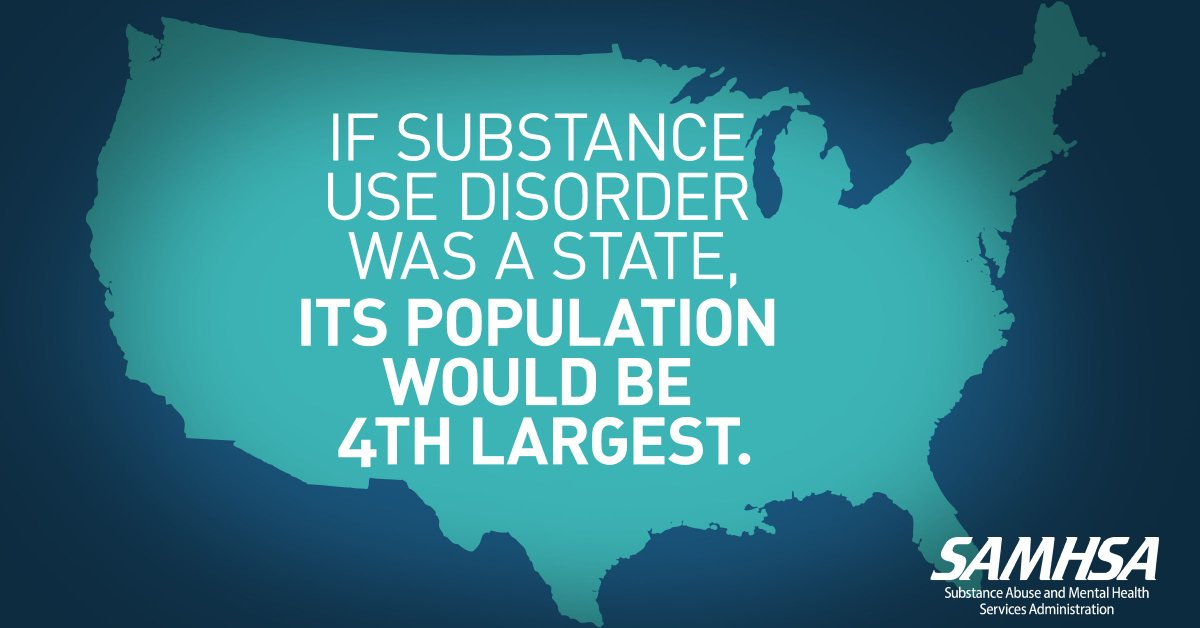 IF SUBSTANCE
USE DISORDER
WAS A STATE,
ITS POPULATION
WOULD BE
4TH LARGEST.
SAMHSA
Substance Abuse and Mental Health
Services Administration